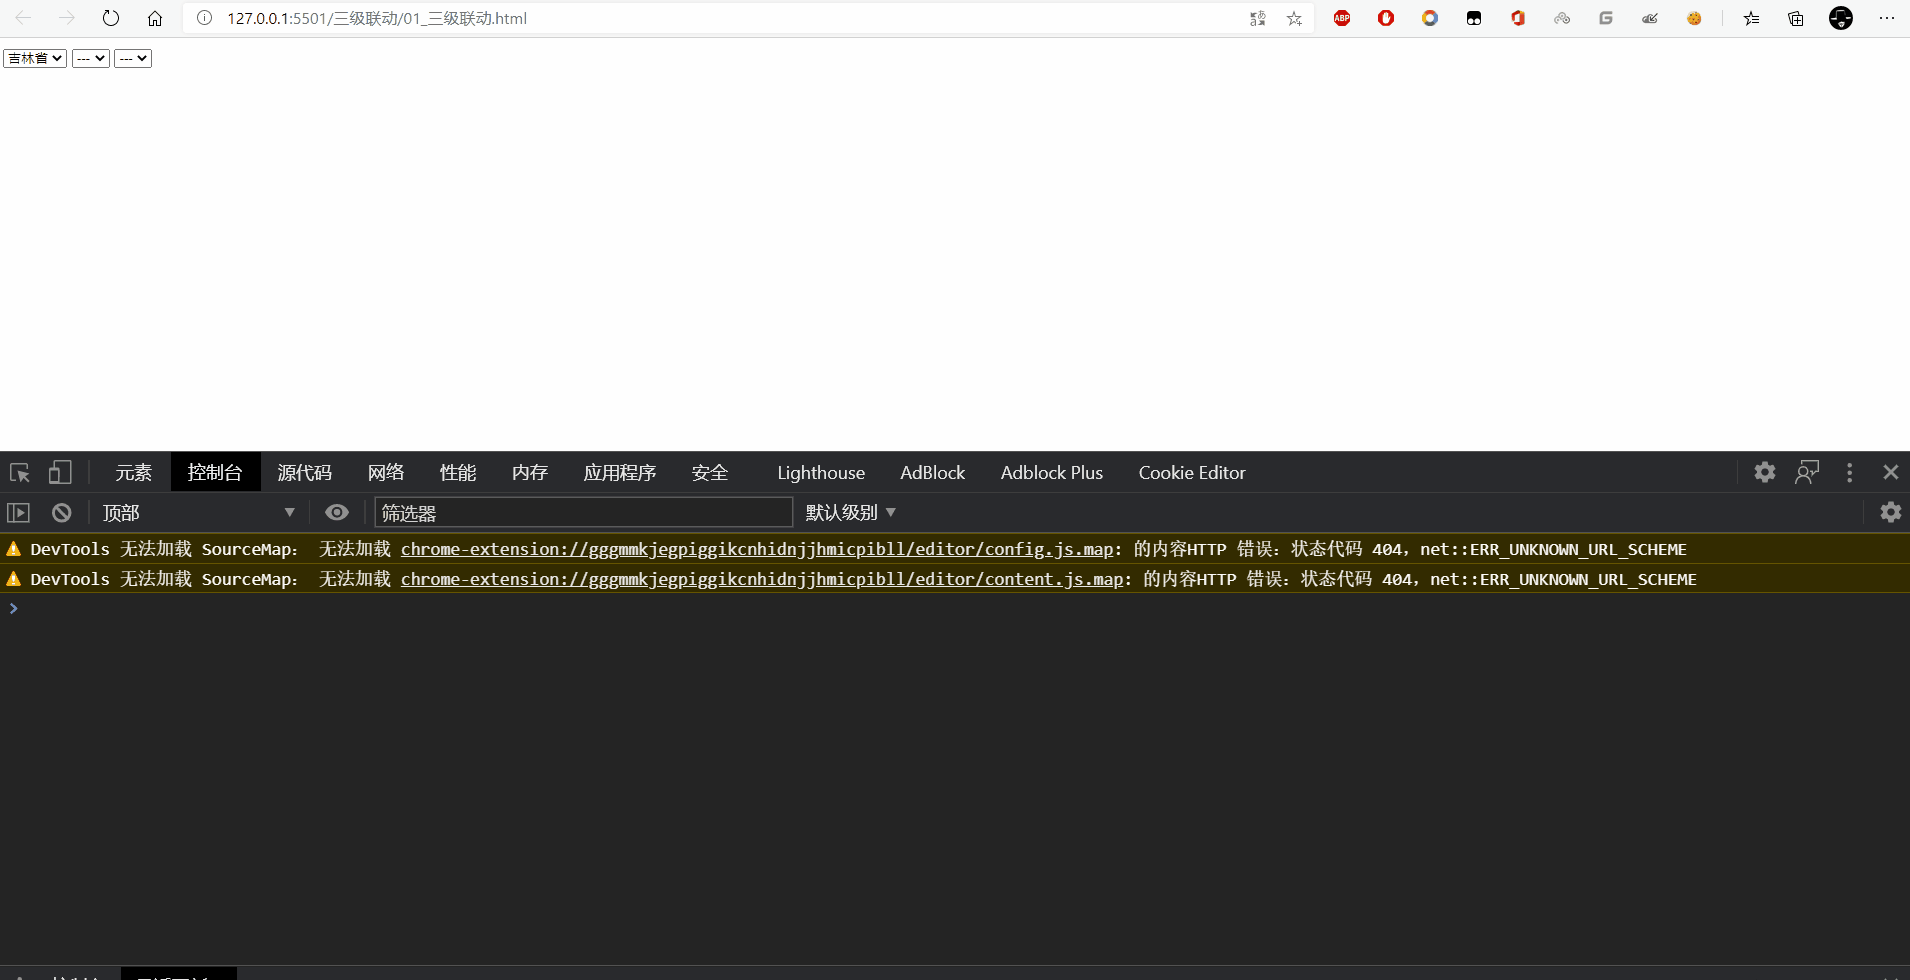 127.0.0.1:5501/三级联动/01_三级联动.html
吉林省 --- ---
元素 控制台 源代码 网络 性能 内存 应用程序 安全 Lighthouse AdBlock Adblock Plus Cookie Editor
顶部 筛选器 默认级别
DevTools 无法加载 SourceMap: 无法加载 chrome-extension://gggmmkjegpiggikcnhidnjjhmicpibll/editor/config.js.map: 的内容HTTP 错误: 状态代码 404, net::ERR_UNKNOWN_URL_SCHEME
DevTools 无法加载 SourceMap: 无法加载 chrome-extension://gggmmkjegpiggikcnhidnjjhmicpibll/editor/content.js.map: 的内容HTTP 错误: 状态代码 404, net::ERR_UNKNOWN_URL_SCHEME